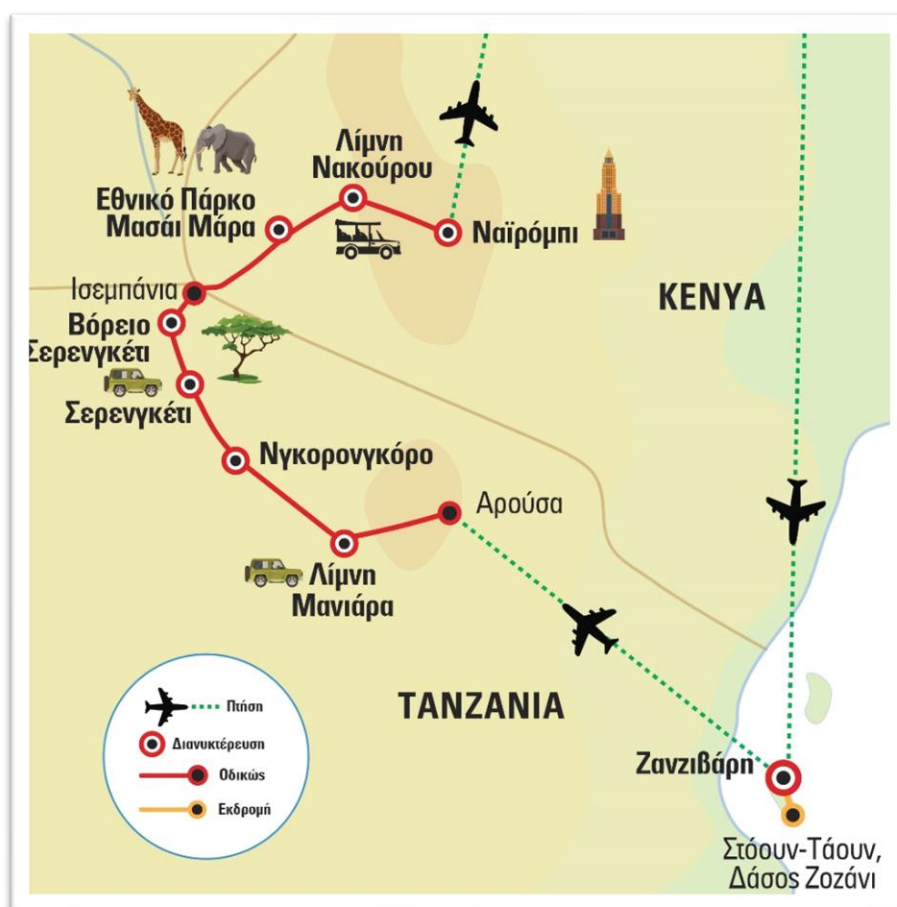 Λίμνη
Νακούρου
Εθνικό Πάρκο
Μασάι Μάρα
Ναϊρόμπι
Ισεμπάνια
KENYA
Βόρειο
Σερενγκέτι
Σερενγκέτι
Νγκορονγκόρο
Αρούσα
Λίμνη
Μανιάρα
TANZANIA
Πτήση
Διανυκτέρευση
Οδικώς
Εκδρομή
Ζανζιβάρη
Στόουν-Τάουν,
Δάσος Ζοζάνι